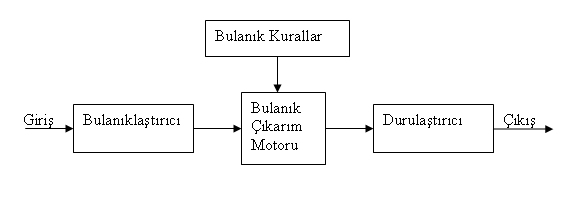 Bulanık Kurallar
Giriş
Bulanıklaştırıcı
Bulanık
Çıkarım
Motoru
Durulaştırıcı
Çıkış